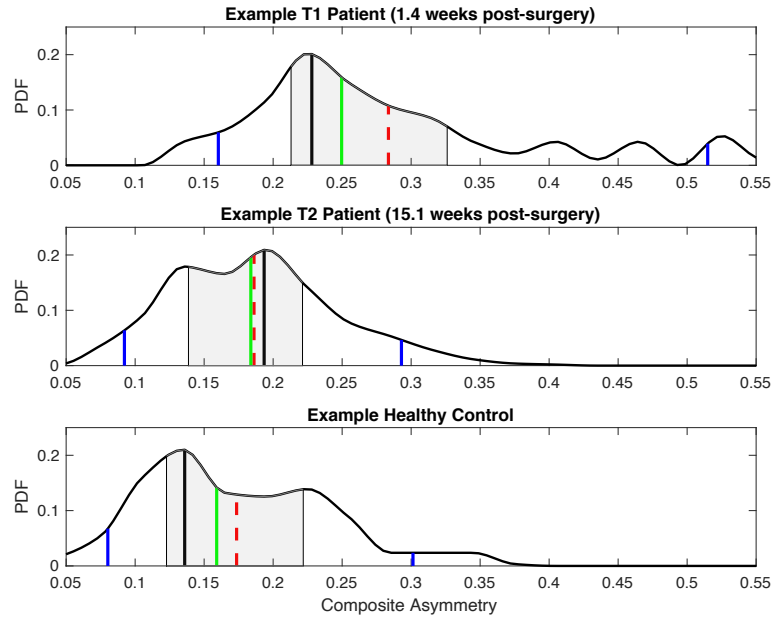 Example T1 Patient (1.4 weeks post-surgery)
0.2
0.1
0
PDF
0.05 0.1 0.15 0.2 0.25 0.3 0.35 0.4 0.45 0.5 0.55
Example T2 Patient (15.1 weeks post-surgery)
0.2
0.1
0
PDF
0.05 0.1 0.15 0.2 0.25 0.3 0.35 0.4 0.45 0.5 0.55
Example Healthy Control
0.2
0.1
0
PDF
0.05 0.1 0.15 0.2 0.25 0.3 0.35 0.4 0.45 0.5 0.55
Composite Asymmetry